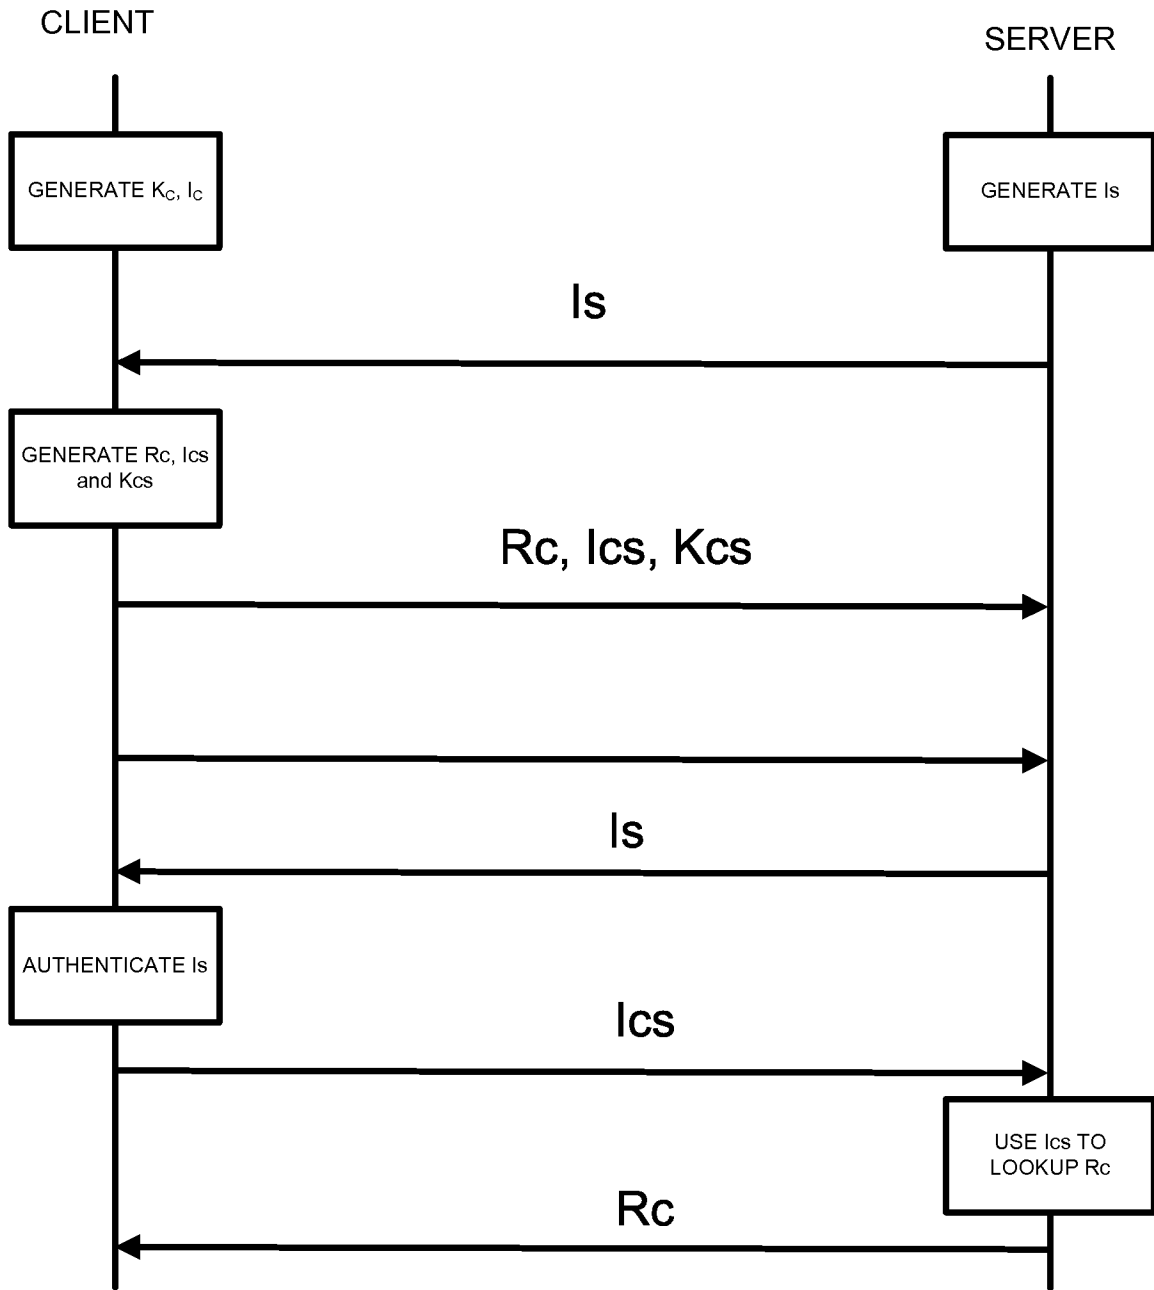 CLIENT
SERVER
GENERATE KC, IC
GENERATE Is
Is
GENERATE Rc, Ics
and Kcs
Rc, Ics, Kcs
Is
AUTHENTICATE Is
Ics
USE Ics TO
LOOKUP Rc
Rc